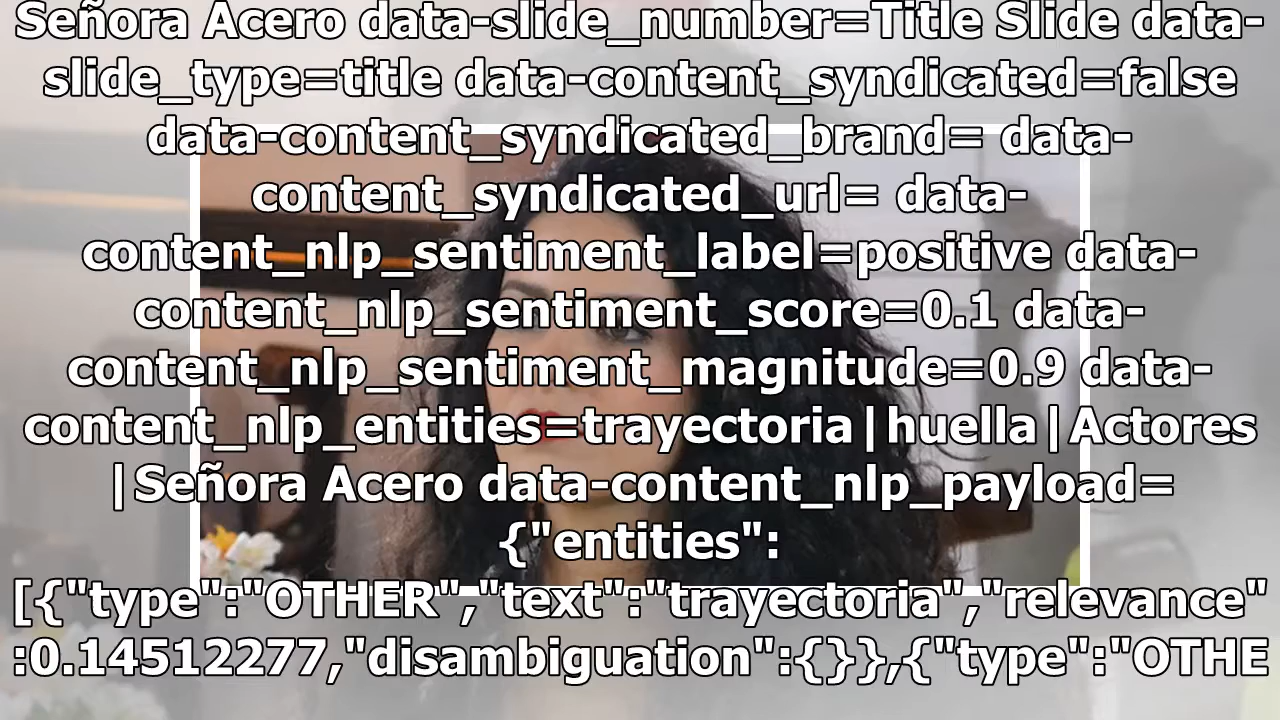 Señora Acero data-slide_number=Title Slide data-
slide_type=title data-content_syndicated=false
data-content_syndicated_brand= data-
content_syndicated_url= data-
content_nlp_sentiment_label=positive data-
content_nlp_sentiment_score=0.1 data-
content_nlp_sentiment_magnitude=0.9 data-
content_nlp_entities=trayectoria|huella|Actores
|Señora Acero data-content_nlp_payload=
{"entities":
[{"type":"OTHER","text":"trayectoria","relevance"
:0.14512277,"disambiguation":{}},{"type":"OTHE